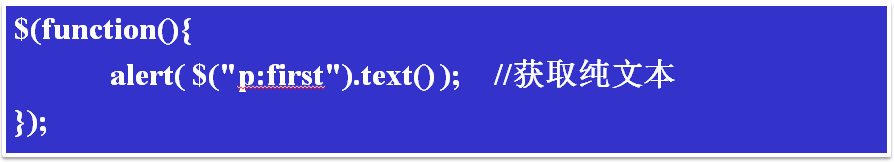 $(function(){
alert( $("p:first").text() ); //获取纯文本
});